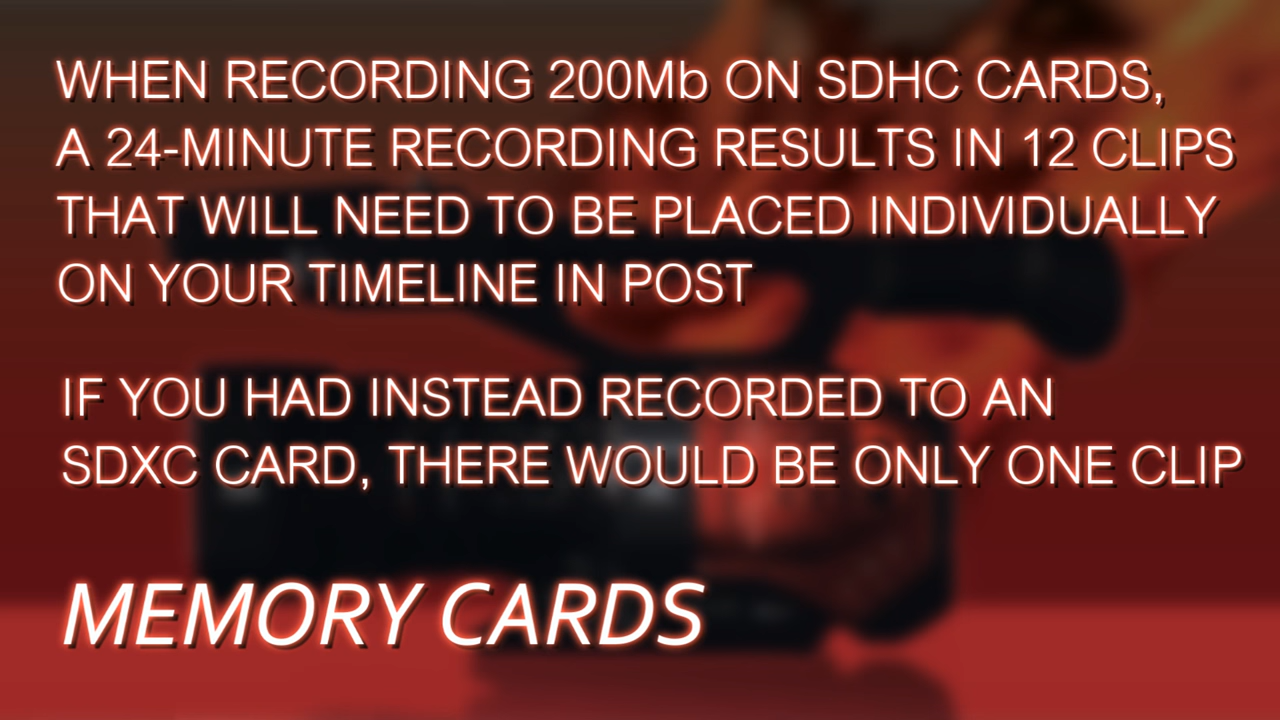 WHEN RECORDING 200Mb ON SDHC CARDS,
A 24-MINUTE RECORDING RESULTS IN 12 CLIPS
THAT WILL NEED TO BE PLACED INDIVIDUALLY
ON YOUR TIMELINE IN POST
IF YOU HAD INSTEAD RECORDED TO AN
SDXC CARD, THERE WOULD BE ONLY ONE CLIP
MEMORY CARDS